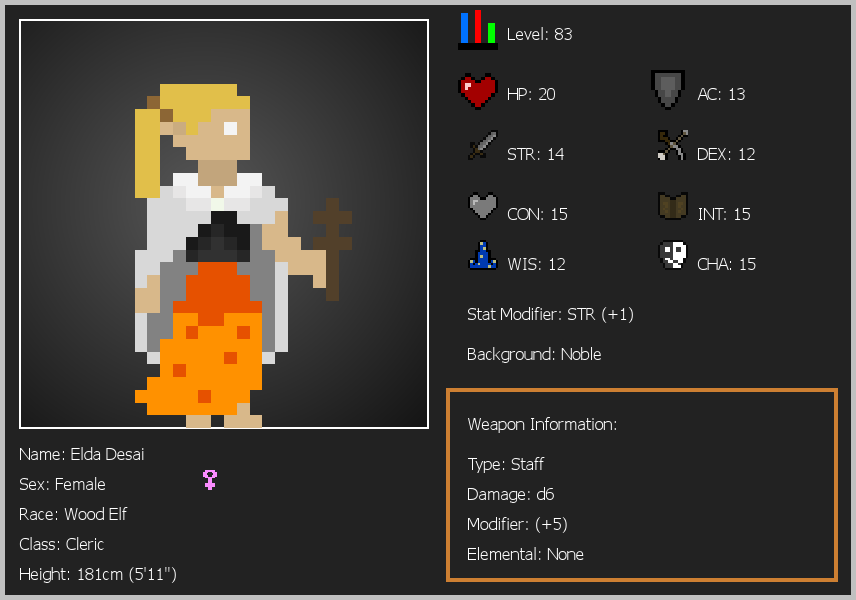 Level: 83
HP: 20
AC: 13
STR: 14
DEX: 12
CON: 15
INT: 15
WIS: 12
CHA: 15
Stat Modifier: STR (+1)
Background: Noble
Weapon Information:
Type: Staff
Damage: d6
Modifier: (+5)
Elemental: None
Name: Elda Desai
Sex: Female
Race: Wood Elf
Class: Cleric
Height: 181cm (5'11")